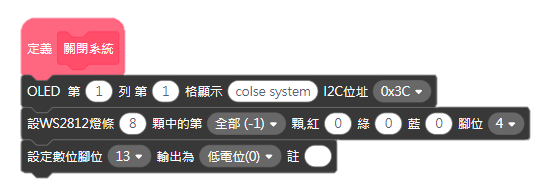 定義 關閉系統
OLED 第 1 列 第 1 格顯示 colse system I2C位址 0x3C
設WS2812燈條 8 顆中的第 全部 (-1) 顆,紅 0 綠 0 藍 0 腳位 4
設定數位腳位 13 輸出為 低電位(0) 註